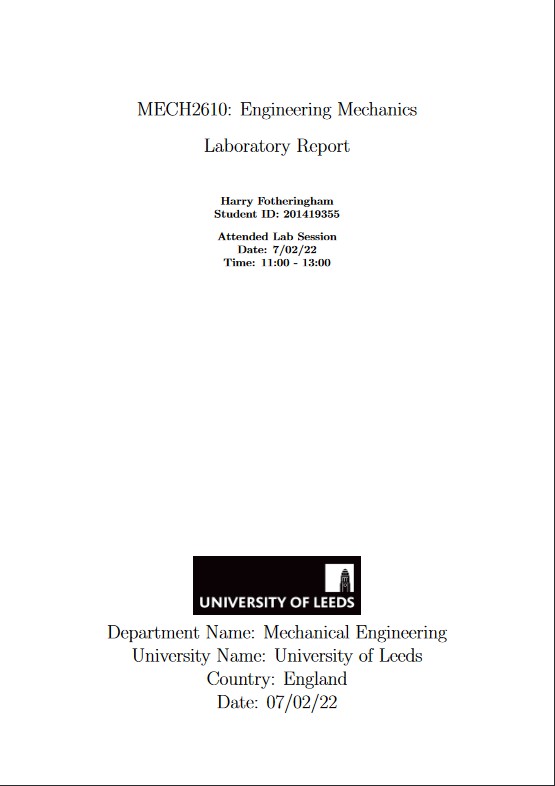 MECH2610: Engineering Mechanics
Laboratory Report
Harry Fotheringham
Student ID: 201419355
Attended Lab Session
Date: 7/02/22
Time: 11:00 - 13:00
UNIVERSITY OF LEEDS
Department Name: Mechanical Engineering
University Name: University of Leeds
Country: England
Date: 07/02/22